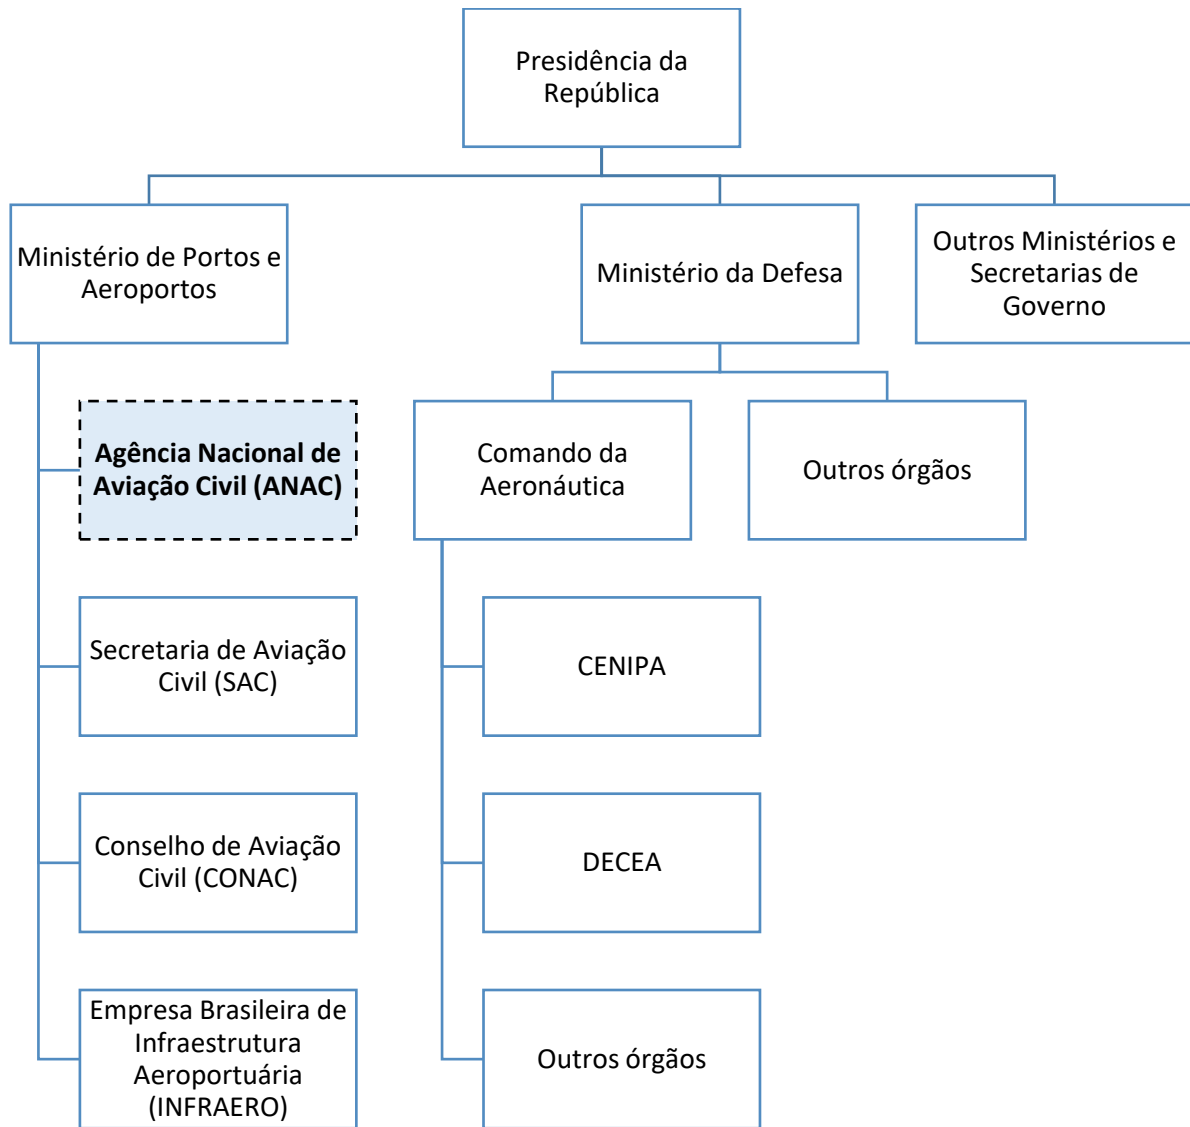 Presidência da
República
Ministério de Portos e
Aeroportos
Ministério da Defesa
Outros Ministérios e
Secretarias de
Governo
Agência Nacional de
Aviação Civil (ANAC)
Comando da
Aeronáutica
Outros órgãos
Secretaria de Aviação
Civil (SAC)
CENIPA
Conselho de Aviação
Civil (CONAC)
DECEA
Empresa Brasileira de
Infraestrutura
Aeroportuária
(INFRAERO)
Outros órgãos